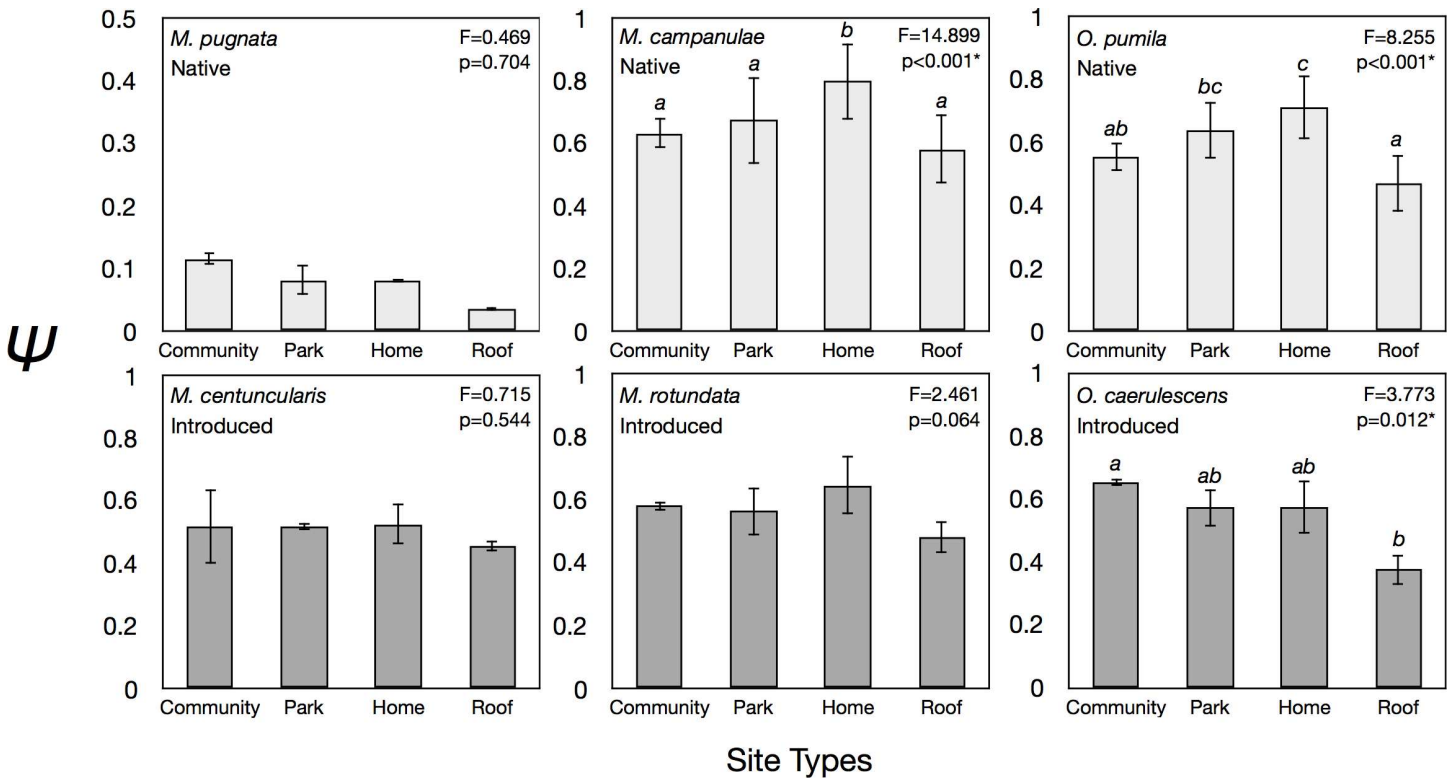 ψ
0.5
0.4
0.3
0.2
0.1
0
M. pugnata
Native
F=0.469
p=0.704
Community Park Home Roof
1
0.8
0.6
0.4
0.2
0
M. campanulae
Native
F=14.899
p<0.001*
a a b a
Community Park Home Roof
1
0.8
0.6
0.4
0.2
0
O. pumila
Native
F=8.255
p<0.001*
ab bc c a
Community Park Home Roof
1
0.8
0.6
0.4
0.2
0
M. centuncularis
Introduced
F=0.715
p=0.544
Community Park Home Roof
1
0.8
0.6
0.4
0.2
0
M. rotundata
Introduced
F=2.461
p=0.064
Community Park Home Roof
1
0.8
0.6
0.4
0.2
0
O. caerulescens
Introduced
F=3.773
p=0.012*
a ab ab b
Community Park Home Roof
Site Types